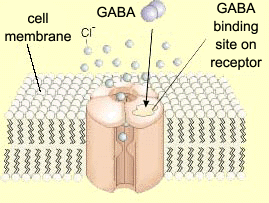 cell
membrane
Cl⁻
GABA
GABA
binding
site on
receptor